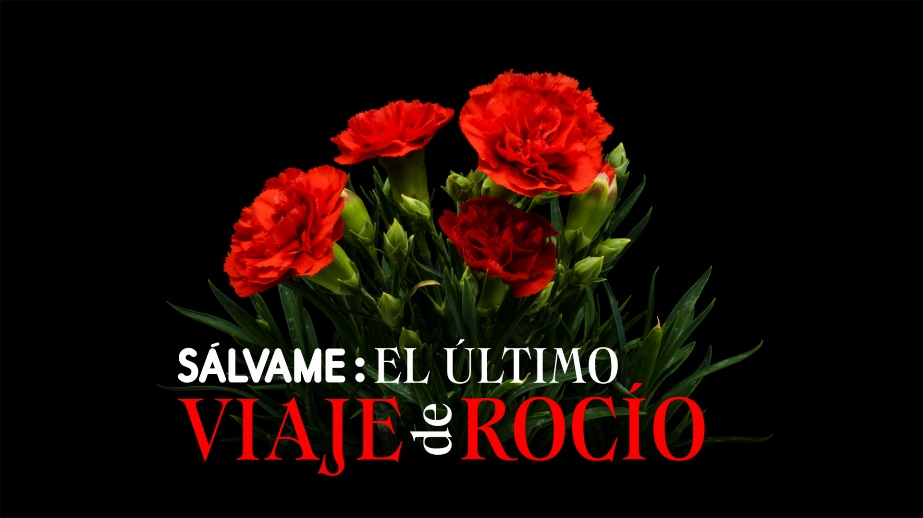 SÁLVAME: EL ÚLTIMO
VIAJE de ROCÍO